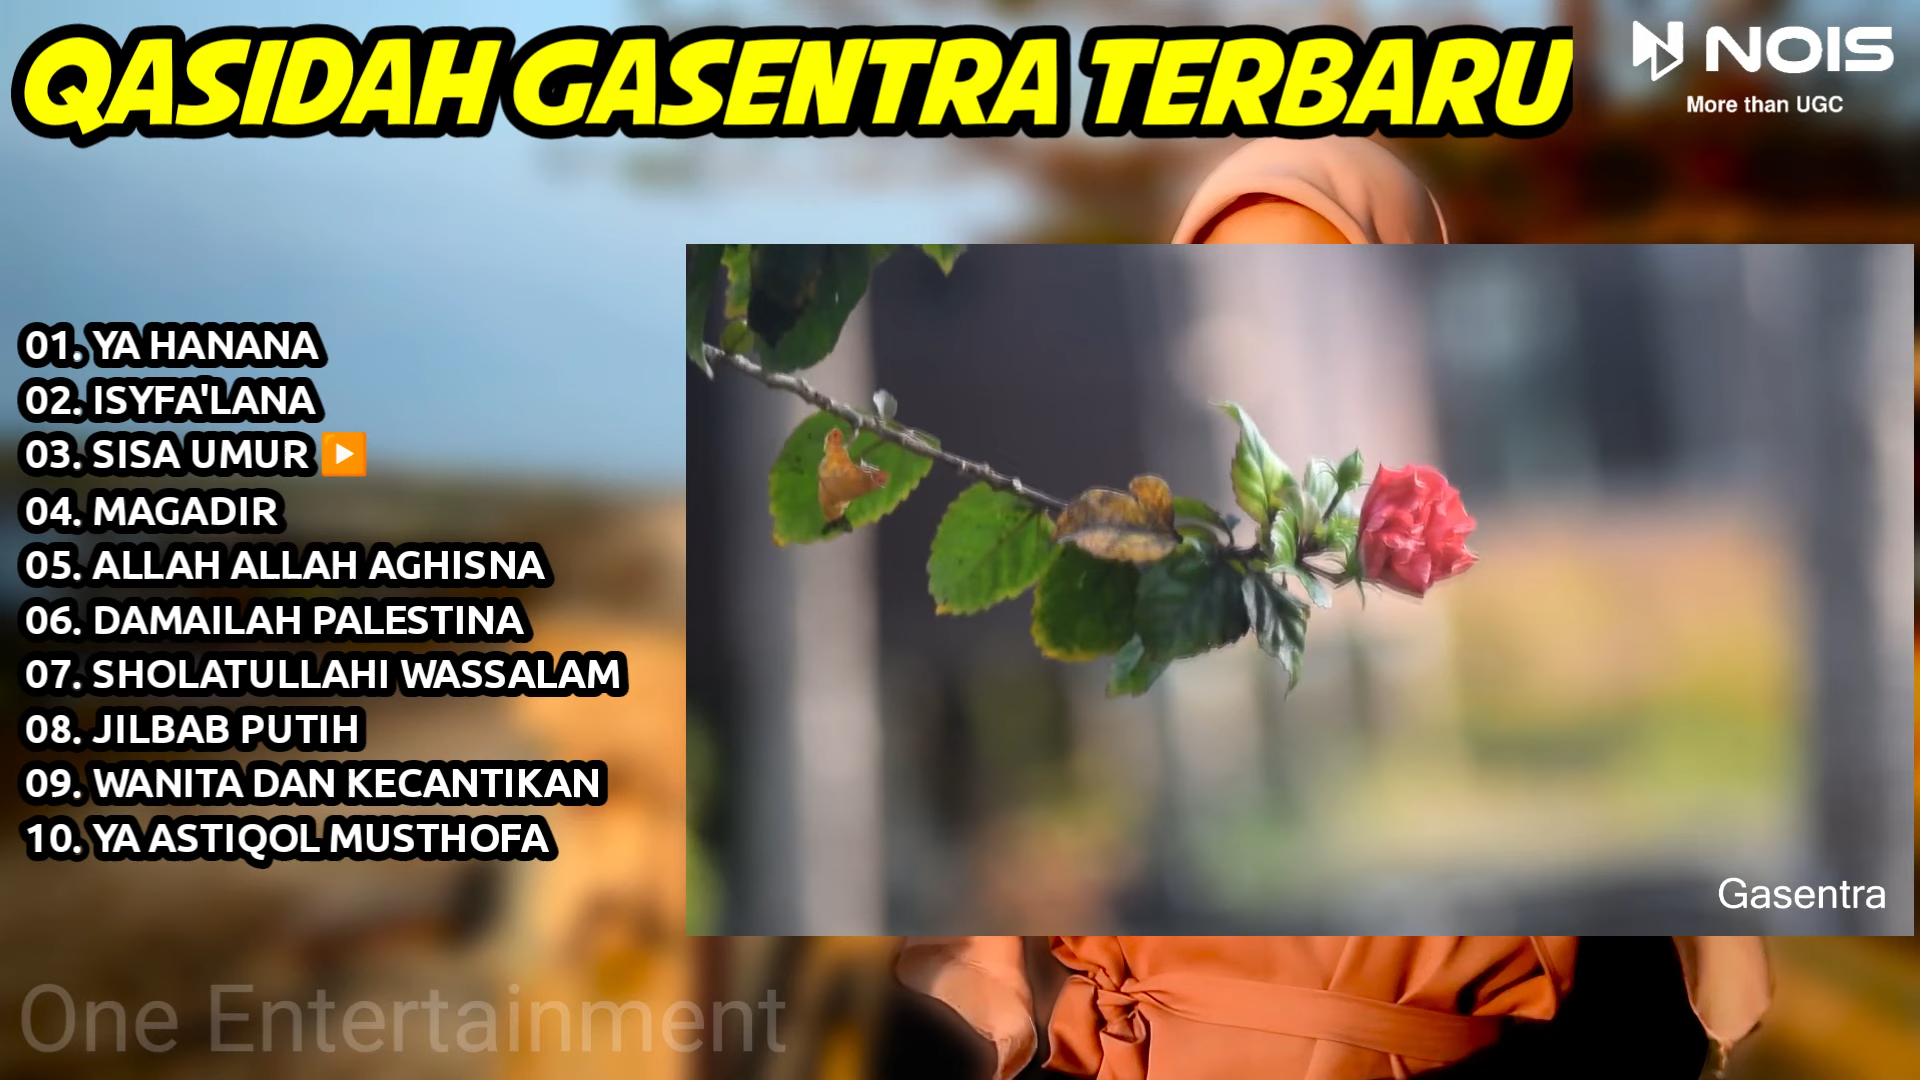 QASIDAH GASENTRA TERBARU
NOIS
More than UGC
01. YA HANANA
02. ISYFA'LANA
03. SISA UMUR ▶️
04. MAGADIR
05. ALLAH ALLAH AGHISNA
06. DAMAILAH PALESTINA
07. SHOLATULLAHI WASSALAM
08. JILBAB PUTIH
09. WANITA DAN KECANTIKAN
10. YA ASTIQOL MUSTHOFA
Gasentra
One Entertainment